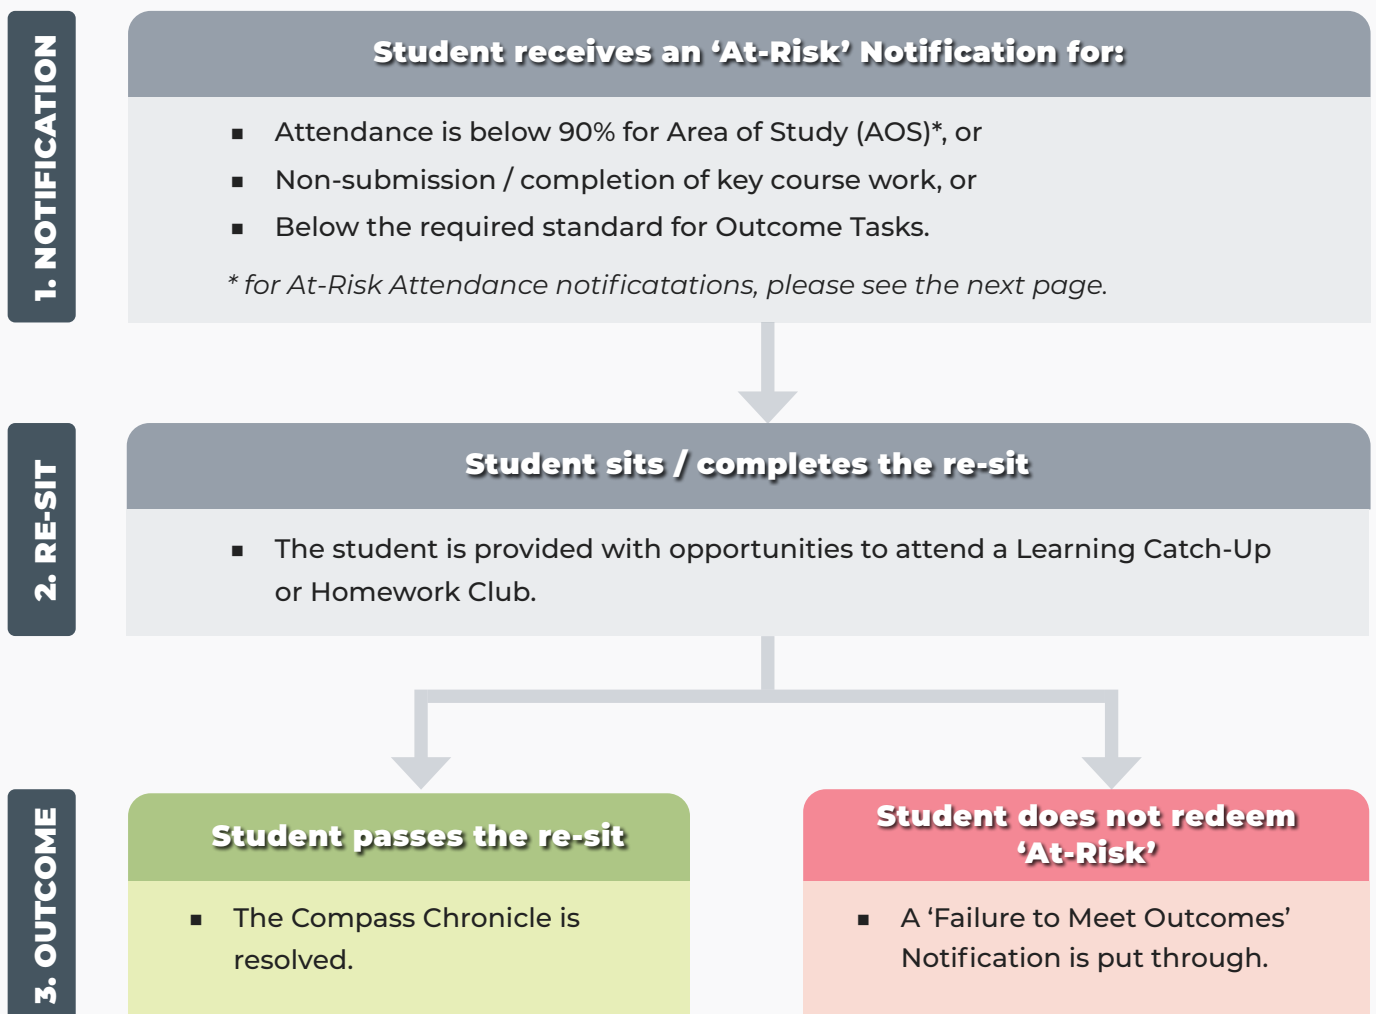 1. NOTIFICATION
Student receives an ‘At-Risk’ Notification for:
▪ Attendance is below 90% for Area of Study (AOS)*, or
▪ Non-submission / completion of key course work, or
▪ Below the required standard for Outcome Tasks.
* for At-Risk Attendance notificatations, please see the next page.
2. RE-SIT
Student sits / completes the re-sit
▪ The student is provided with opportunities to attend a Learning Catch-Up
or Homework Club.
3. OUTCOME
Student passes the re-sit
▪ The Compass Chronicle is
resolved.
Student does not redeem
‘At-Risk’
▪ A ‘Failure to Meet Outcomes’
Notification is put through.